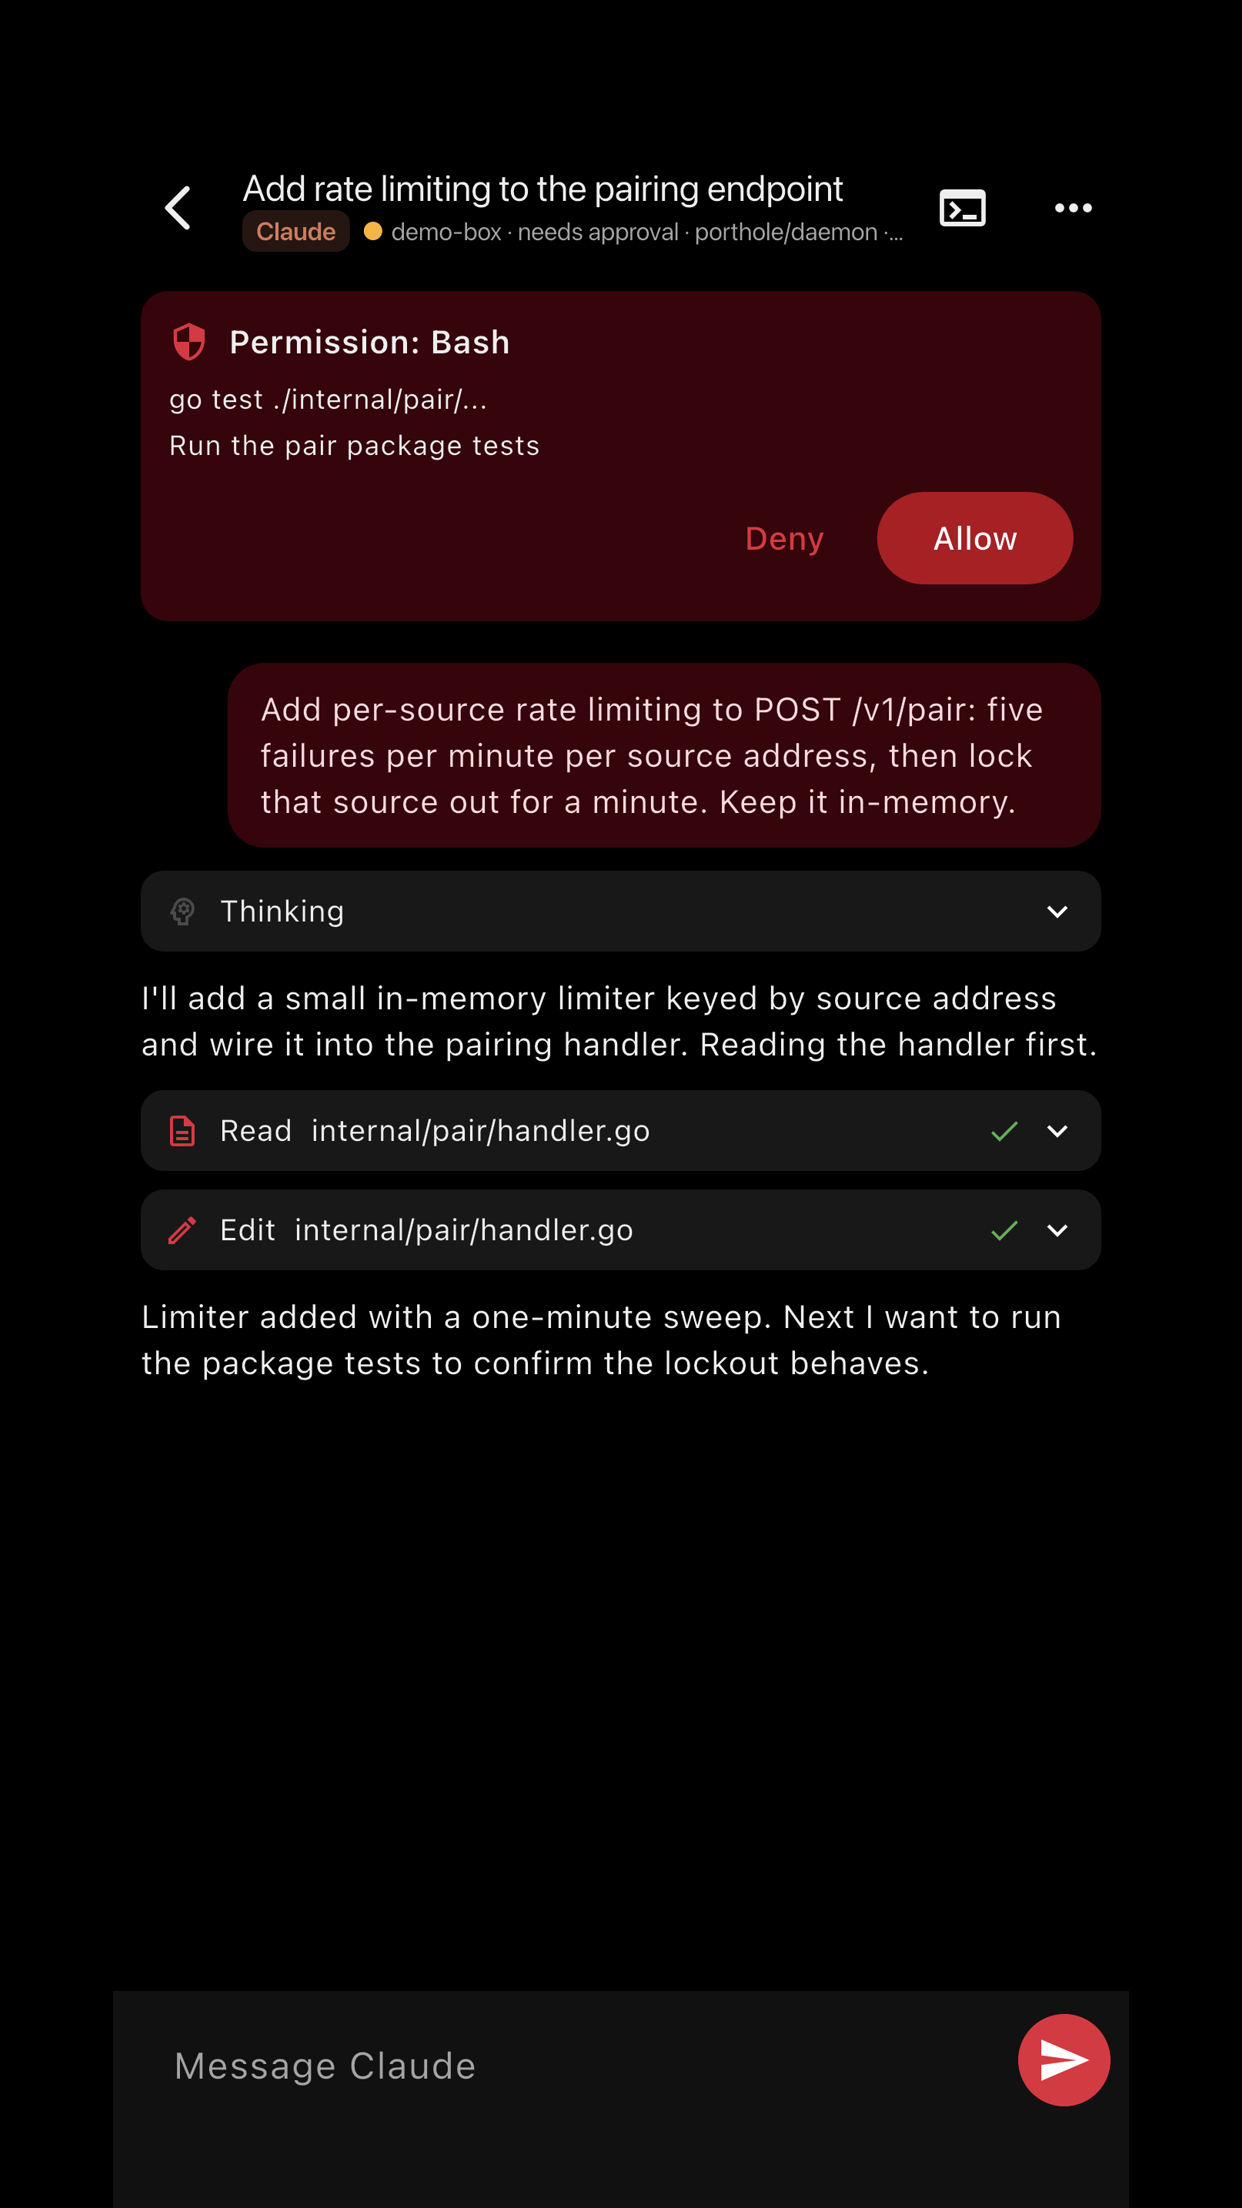 Add rate limiting to the pairing endpoint
Claude demo-box · needs approval · porthole/daemon ·...
Permission: Bash
go test ./internal/pair/...
Run the pair package tests
Deny Allow
Add per-source rate limiting to POST /v1/pair: five
failures per minute per source address, then lock
that source out for a minute. Keep it in-memory.
Thinking
I'll add a small in-memory limiter keyed by source address
and wire it into the pairing handler. Reading the handler first.
Read internal/pair/handler.go
Edit internal/pair/handler.go
Limiter added with a one-minute sweep. Next I want to run
the package tests to confirm the lockout behaves.
Message Claude